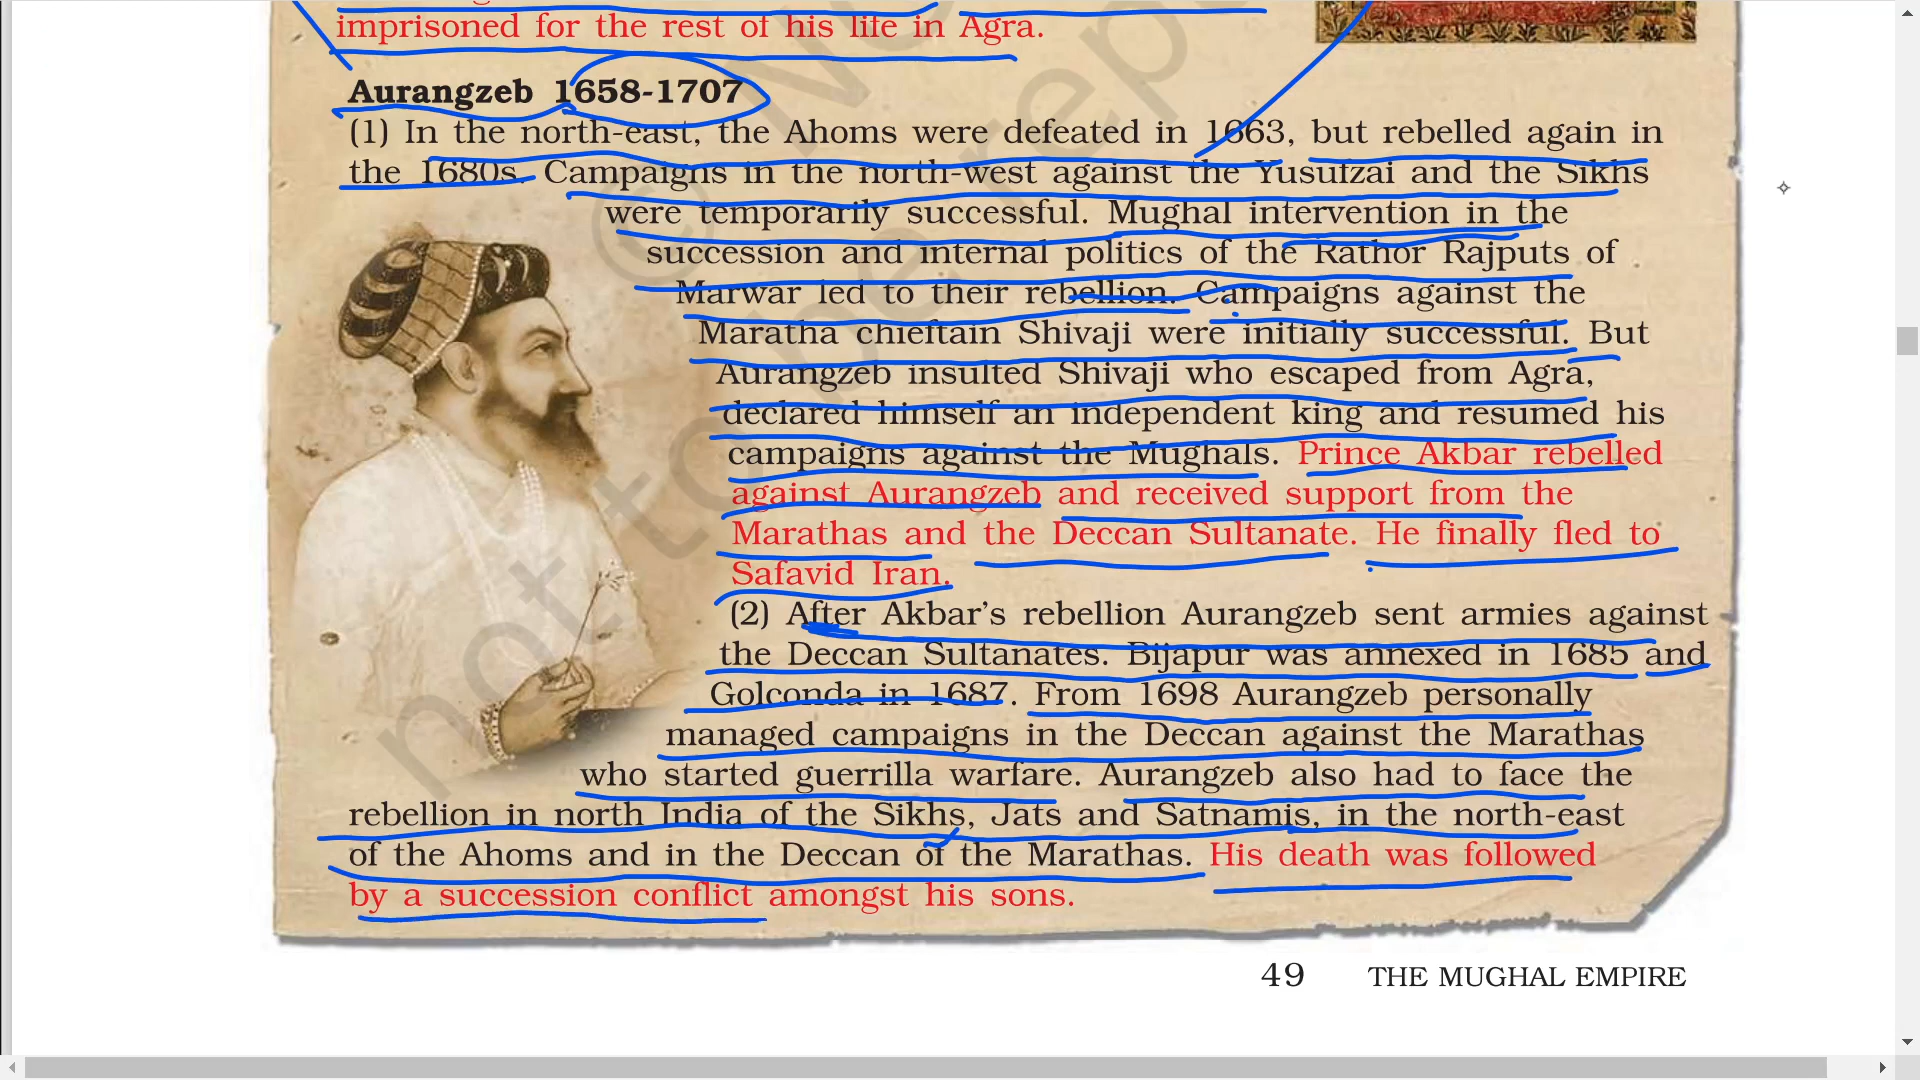 imprisoned for the rest of his life in Agra.
Aurangzeb 1658-1707
(1) In the north-east, the Ahoms were defeated in 1663, but rebelled again in
the 1680s. Campaigns in the north-west against the Yusufzai and the Sikhs
were temporarily successful. Mughal intervention in the
succession and internal politics of the Rathor Rajputs of
Marwar led to their rebellion. Campaigns against the
Maratha chieftain Shivaji were initially successful. But
Aurangzeb insulted Shivaji who escaped from Agra,
declared himself an independent king and resumed his
campaigns against the Mughals. Prince Akbar rebelled
against Aurangzeb and received support from the
Marathas and the Deccan Sultanate. He finally fled to
Safavid Iran.
(2) After Akbar's rebellion Aurangzeb sent armies against
the Deccan Sultanates. Bijapur was annexed in 1685 and
Golconda in 1687. From 1698 Aurangzeb personally
managed campaigns in the Deccan against the Marathas
who started guerrilla warfare. Aurangzeb also had to face the
rebellion in north India of the Sikhs, Jats and Satnamis, in the north-east
of the Ahoms and in the Deccan of the Marathas. His death was followed
by a succession conflict amongst his sons.
49 THE MUGHAL EMPIRE
not to be rep
©